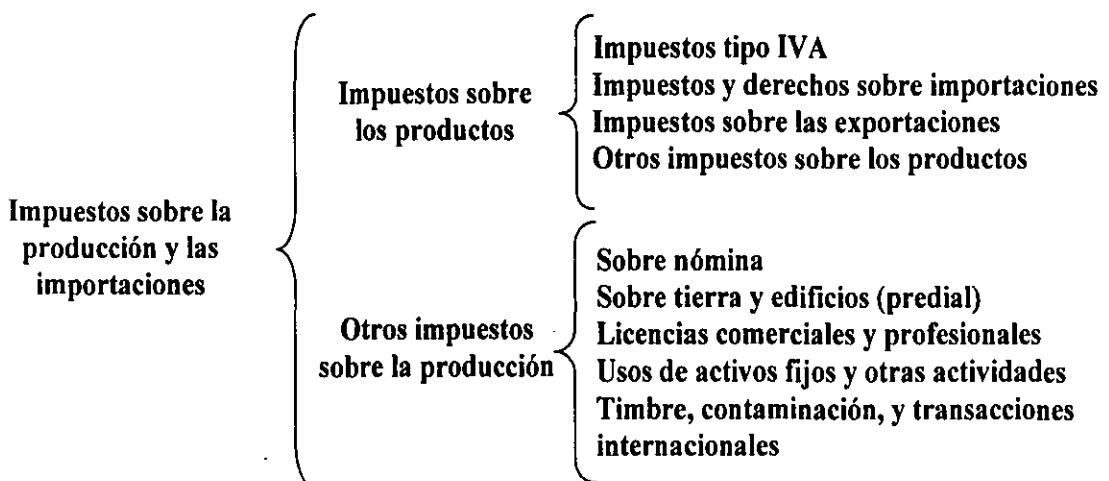 Impuestos sobre la
producción y las
importaciones
Impuestos sobre
los productos
Impuestos tipo IVA
Impuestos y derechos sobre importaciones
Impuestos sobre las exportaciones
Otros impuestos sobre los productos
Otros impuestos
sobre la producción
Sobre nómina
Sobre tierra y edificios (predial)
Licencias comerciales y profesionales
Usos de activos fijos y otras actividades
Timbre, contaminación, y transacciones
internacionales